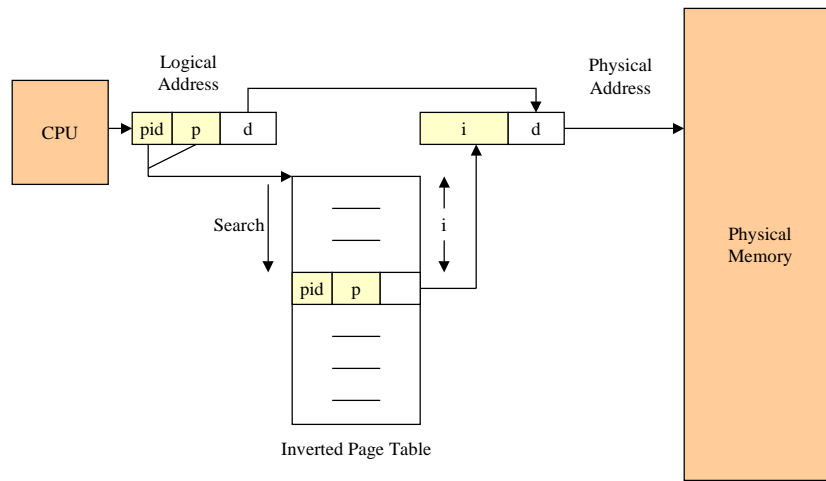 Logical
Address
Physical
Address
CPU
pid p d
i d
Search
i
pid p
Physical
Memory
Inverted Page Table